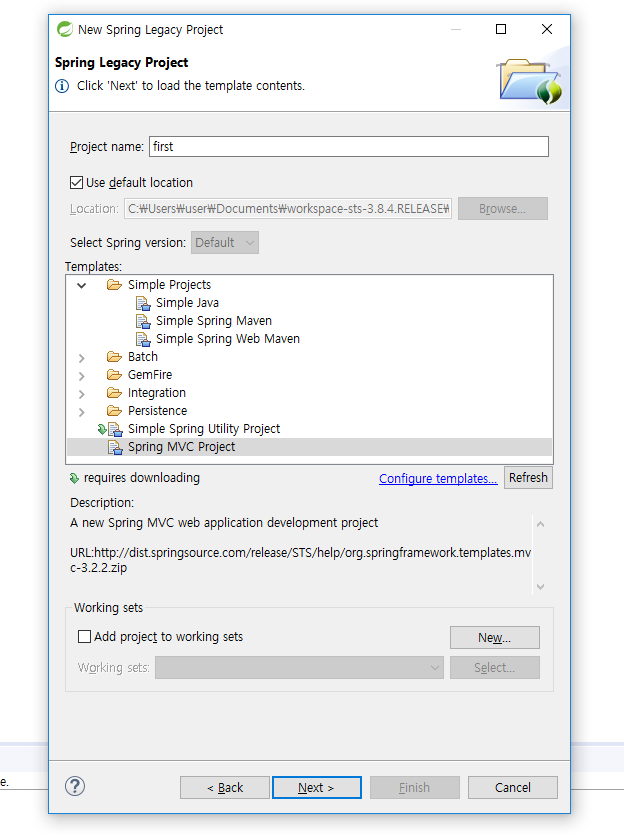 New Spring Legacy Project
Spring Legacy Project
Click 'Next' to load the template contents.
Project name: first
Use default location
Location: C:₩Users₩user₩Documents₩workspace-sts-3.8.4.RELEASE₩ Browse...
Select Spring version: Default
Templates:
Simple Projects
Simple Java
Simple Spring Maven
Simple Spring Web Maven
Batch
GemFire
Integration
Persistence
Simple Spring Utility Project
Spring MVC Project
requires downloading Configure templates... Refresh
Description:
A new Spring MVC web application development project
URL:http://dist.springsource.com/release/STS/help/org.springframework.templates.mv
c-3.2.2.zip
Working sets
Add project to working sets New...
Working sets: Select...
e.
? < Back Next > Finish Cancel